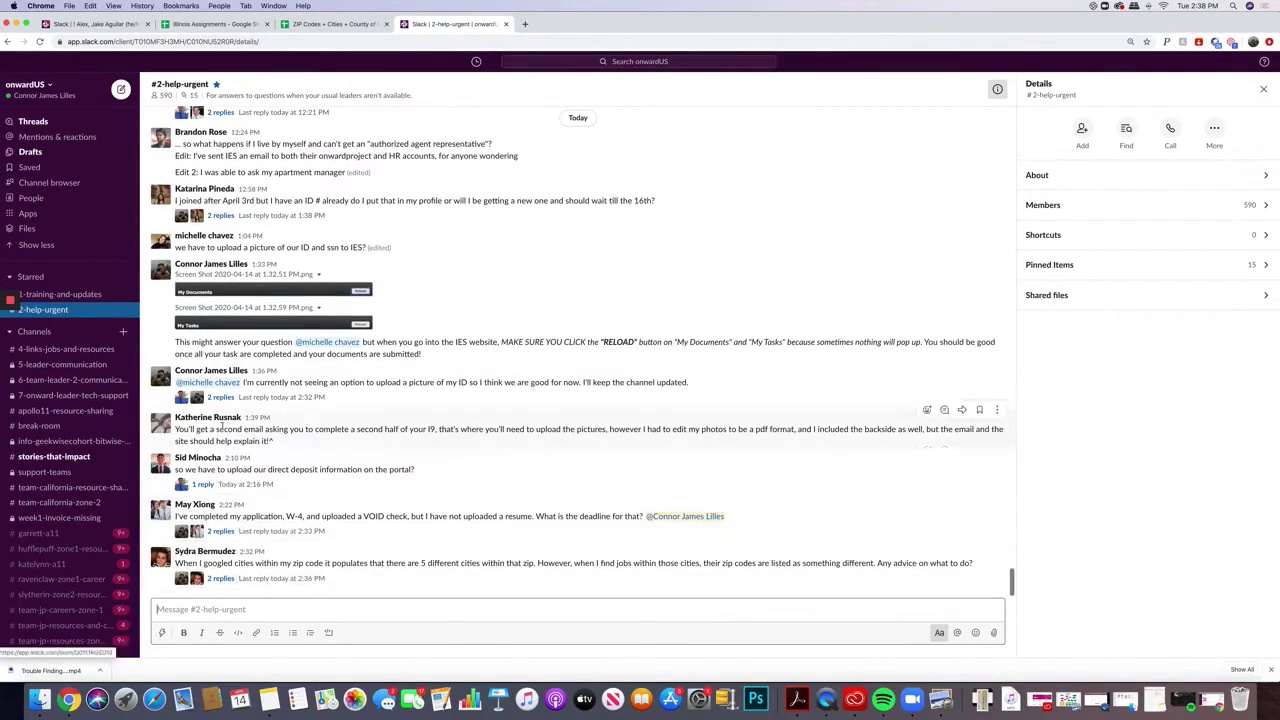 Chrome File Edit View History Bookmarks People Tab Window Help
Tue 2:38 PM
Slack | ! Alex, Jake Aguilar (he/h
Illinois Assignments - Google Sh
ZIP Codes + Cities + County of
Slack | 2-help-urgent | onwardUS
app.slack.com/client/T010MF3H3MH/C010NU52R0R/details/
Search onwardUS
onwardUS
Connor James Lilles
Threads
Mentions & reactions
Drafts
Saved
Channel browser
People
Apps
Files
Show less
Starred
1-training-and-updates
2-help-urgent
Channels
# 4-links-jobs-and-resources
5-leader-communication
6-team-leader-2-communica...
7-onward-leader-tech-support
# apollo11-resource-sharing
# break-room
info-geekwisecohort-bitwise-...
stories-that-impact
support-teams
# team-california-resource-sha...
# team-california-zone-2
week1-invoice-missing
# garrett-a11 9+
# hufflepuff-zone1-resou... 9+
# katelynn-a11 1
# ravenclaw-zone1-career 9+
# slytherin-zone2-resour... 9+
# team-jp-careers-zone-1 9+
# team-jp-resources-and-c... 4
# team-jp-resources-zon... 9+
#2-help-urgent
590 | 15 | For answers to questions when your usual leaders aren't available.
2 replies Last reply today at 12:21 PM
Today
Brandon Rose 12:24 PM
... so what happens if I live by myself and can't get an "authorized agent representative"?
Edit: I've sent IES an email to both their onwardproject and HR accounts, for anyone wondering
Edit 2: I was able to ask my apartment manager (edited)
Katarina Pineda 12:58 PM
I joined after April 3rd but I have an ID # already do I put that in my profile or will I be getting a new one and should wait till the 16th?
2 replies Last reply today at 1:38 PM
michelle chavez 1:04 PM
we have to upload a picture of our ID and ssn to IES? (edited)
Connor James Lilles 1:33 PM
Screen Shot 2020-04-14 at 1.32.51 PM.png
My Documents Reload
Screen Shot 2020-04-14 at 1.32.59 PM.png
My Tasks Reload
This might answer your question @michelle chavez but when you go into the IES website, MAKE SURE YOU CLICK the "RELOAD" button on "My Documents" and "My Tasks" because sometimes nothing will pop up. You should be good
once all your task are completed and your documents are submitted!
Connor James Lilles 1:36 PM
@michelle chavez I'm currently not seeing an option to upload a picture of my ID so I think we are good for now. I'll keep the channel updated.
2 replies Last reply today at 2:32 PM
Katherine Rusnak 1:39 PM
You'll get a second email asking you to complete a second half of your I9, that's where you'll need to upload the pictures, however I had to edit my photos to be a pdf format, and I included the backside as well, but the email and the
site should help explain it!^
Sid Minocha 2:10 PM
so we have to upload our direct deposit information on the portal?
1 reply Today at 2:16 PM
May Xiong 2:22 PM
I've completed my application, W-4, and uploaded a VOID check, but I have not uploaded a resume. What is the deadline for that? @Connor James Lilles
2 replies Last reply today at 2:33 PM
Sydra Bermudez 2:32 PM
When I googled cities within my zip code it populates that there are 5 different cities within that zip. However, when I find jobs within those cities, their zip codes are listed as something different. Any advice on what to do?
2 replies Last reply today at 2:36 PM
Message #2-help-urgent
Details
# 2-help-urgent
Add Find Call More
About
Members 590
Shortcuts 0
Pinned Items 15
Shared files
Trouble Finding....mp4
Show All